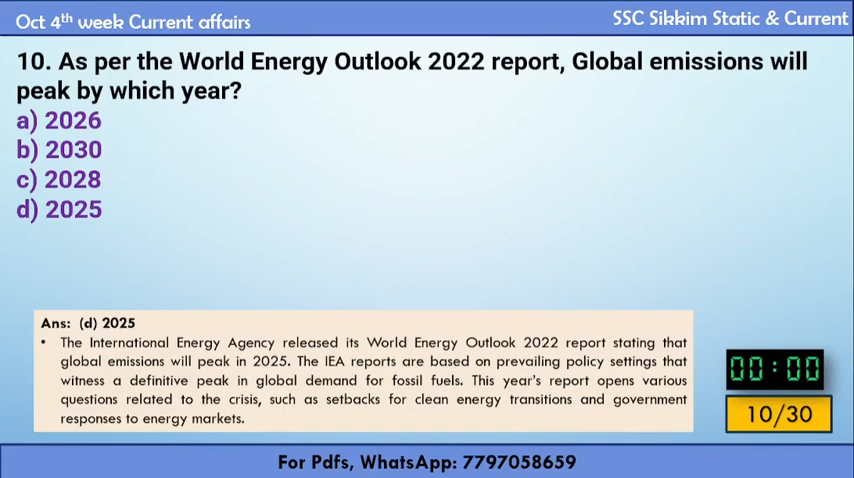 Oct 4th week Current affairs
SSC Sikkim Static & Current
10. As per the World Energy Outlook 2022 report, Global emissions will
peak by which year?
a) 2026
b) 2030
c) 2028
d) 2025
Ans: (d) 2025
• The International Energy Agency released its World Energy Outlook 2022 report stating that
global emissions will peak in 2025. The IEA reports are based on prevailing policy settings that
witness a definitive peak in global demand for fossil fuels. This year's report opens various
questions related to the crisis, such as setbacks for clean energy transitions and government
responses to energy markets.
00:00
10/30
For Pdfs, WhatsApp: 7797058659